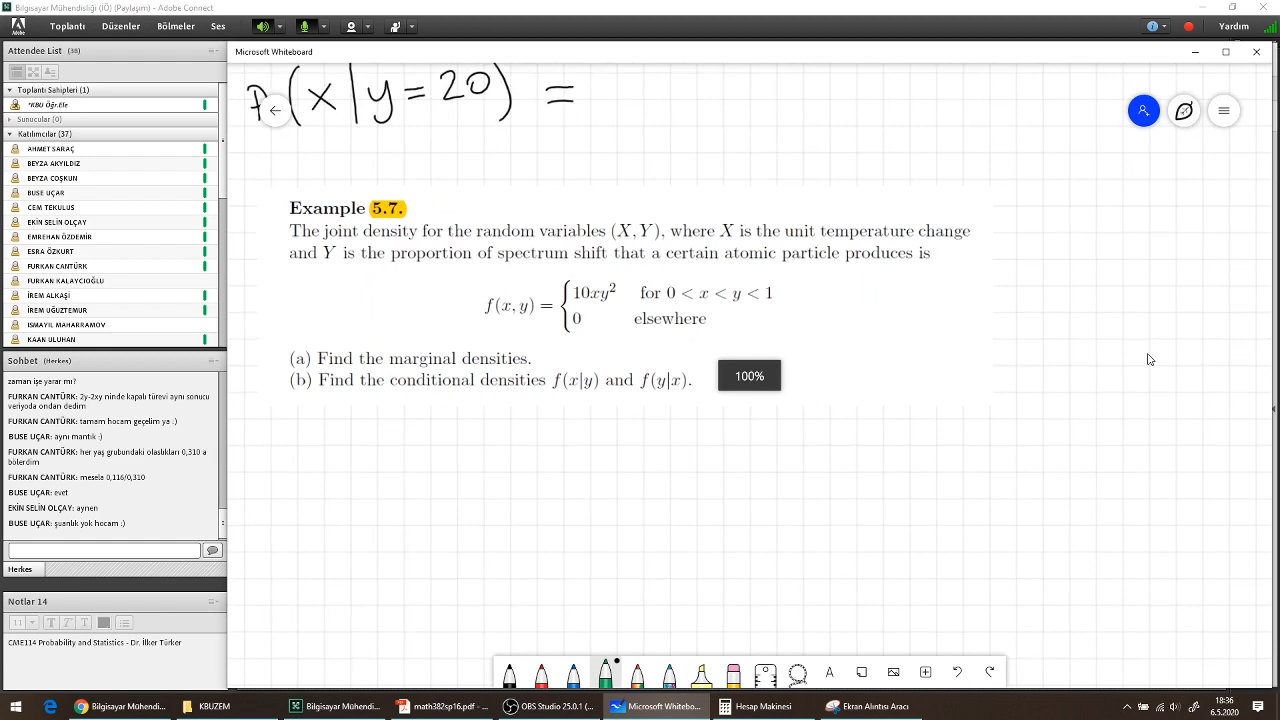 Bilgisayar Mühendisliği (İÖ) (Paylaşım) - Adobe Connect
Adobe
Toplantı Düzenler Bölmeler Ses
Yardım
Attendee List (38)
Toplantı Sahipleri (1)
*KBU Öğr.Ele
Sunucular (0)
Katılımcılar (37)
AHMET SARAÇ
BEYZA AKYILDIZ
BEYZA COŞKUN
BUSE UÇAR
CEM TEKULUS
EKİN SELİN OLÇAY
EMREHAN ÖZDEMİR
ESRA ÖZKURT
FURKAN CANTÜRK
FURKAN KALAYCIOĞLU
İREM ALKAŞİ
İREM UĞUZTEMUR
ISMAYIL MAHARRAMOV
KAAN ULUHAN
Sohbet (Herkes)
zaman işe yarar mı?
FURKAN CANTÜRK: 2y-2xy ninde kapalı türevi aynı sonucu
veriyoda ondan dedim
FURKAN CANTÜRK: tamam hocam geçelim ya :)
BUSE UÇAR: aynı mantık :)
FURKAN CANTÜRK: her yaş grubundaki olaslıkları 0,310 a
bölerdim
FURKAN CANTÜRK: mesela 0,116/0,310
BUSE UÇAR: evet
EKİN SELİN OLÇAY: aynen
BUSE UÇAR: şuanlık yok hocam :)
Herkes
Notlar 14
11 T T T
CME114 Probability and Statistics - Dr. İlker Türker
Microsoft Whiteboard
P(x|y=20) =
Example 5.7.
The joint density for the random variables (X, Y), where X is the unit temperature change
and Y is the proportion of spectrum shift that a certain atomic particle produces is
f(x, y) = { 10xy² for 0 < x < y < 1
0 elsewhere
(a) Find the marginal densities.
(b) Find the conditional densities f(x|y) and f(y|x).
100%
A
Bilgisayar Mühendi... KBUZEM Bilgisayar Mühendi... math382sp16.pdf - ... OBS Studio 25.0.1 (... Microsoft Whitebo... Hesap Makinesi Ekran Alıntısı Aracı
18:36
6.5.2020